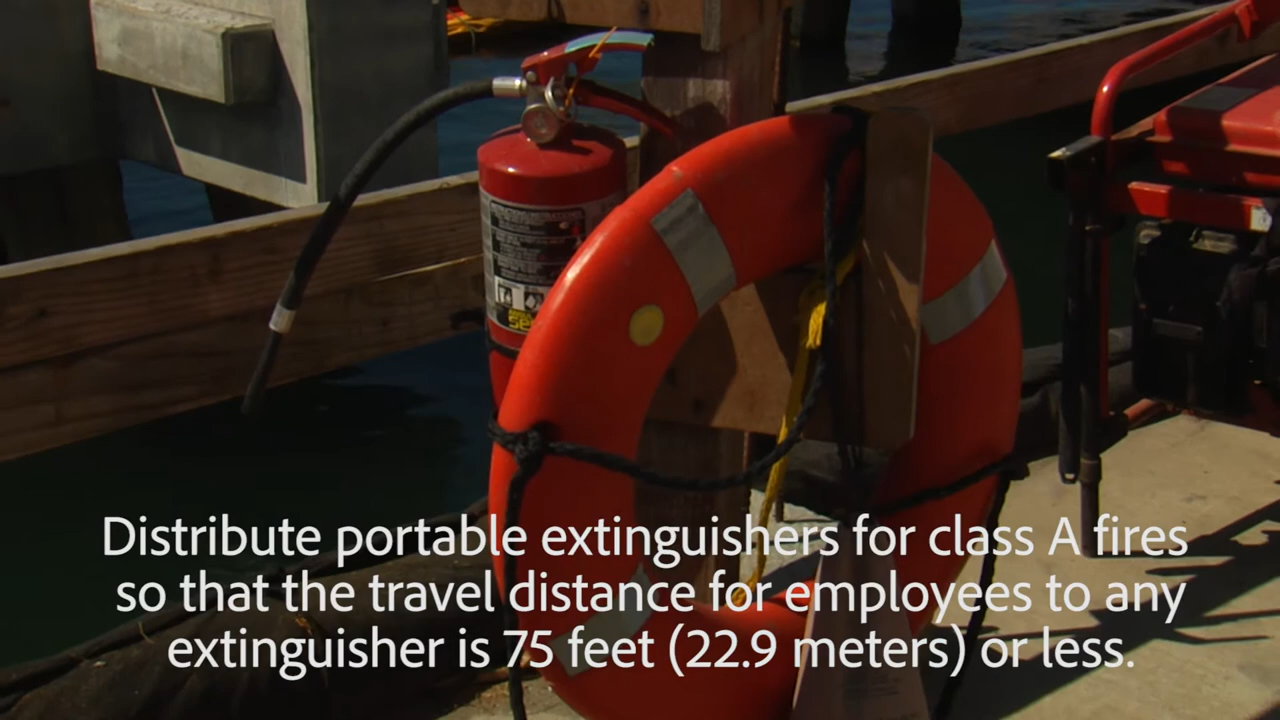 Distribute portable extinguishers for class A fires
so that the travel distance for employees to any
extinguisher is 75 feet (22.9 meters) or less.